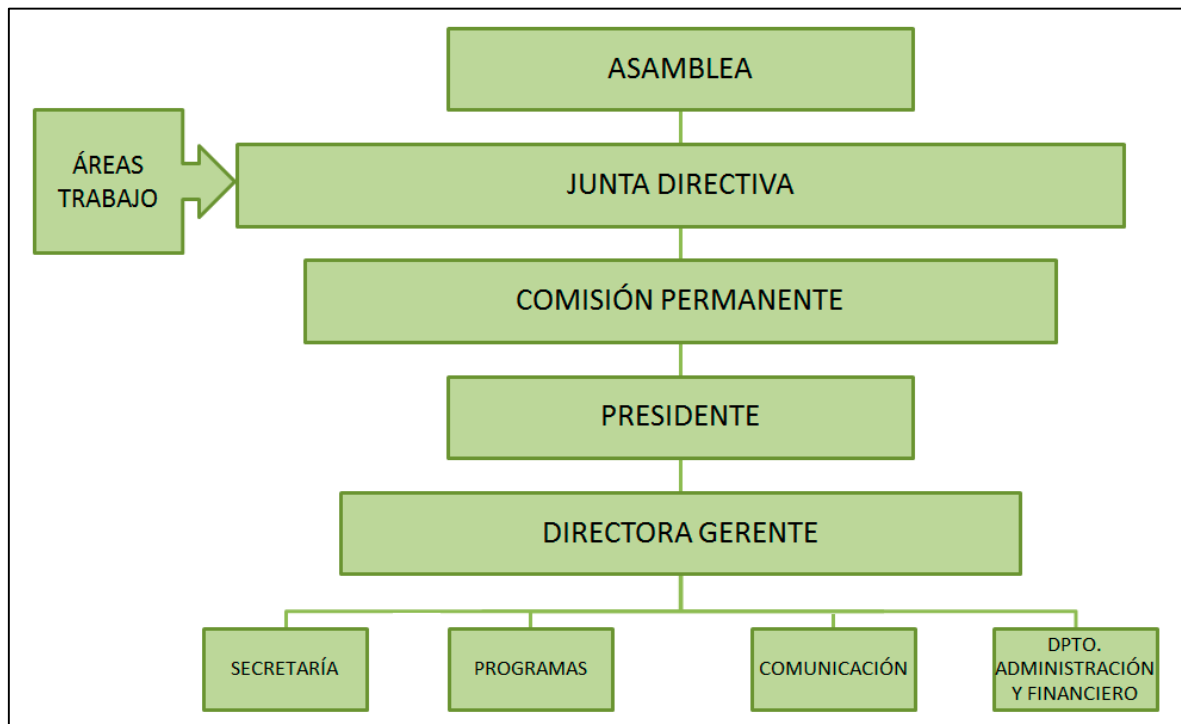 ASAMBLEA
ÁREAS
TRABAJO
JUNTA DIRECTIVA
COMISIÓN PERMANENTE
PRESIDENTE
DIRECTORA GERENTE
SECRETARÍA
PROGRAMAS
COMUNICACIÓN
DPTO.
ADMINISTRACIÓN
Y FINANCIERO